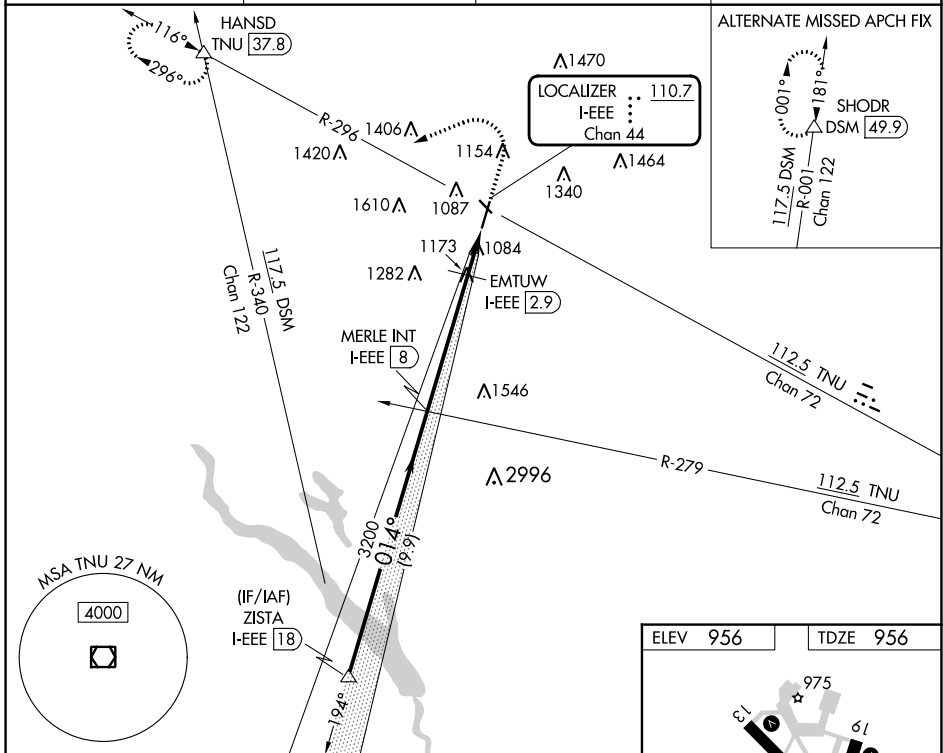 HANSD
TNU 37.8
116°
296°
R-296
1406
1420
1154
1470
LOCALIZER 110.7
I-EEE
Chan 44
1464
1340
1610
1087
ALTERNATE MISSED APCH FIX
001°
181°
SHODR
DSM 49.9
117.5 DSM
R-001
Chan 122
117.5 DSM
R-340
Chan 122
1173
1084
1282
EMTUW
I-EEE 2.9
MERLE INT
I-EEE 8
112.5 TNU
Chan 72
1546
R-279
112.5 TNU
Chan 72
2996
3200
014°
(9.9)
MSA TNU 27 NM
4000
(IF/IAF)
ZISTA
I-EEE 18
194°
ELEV 956
TDZE 956
975
13
19
V